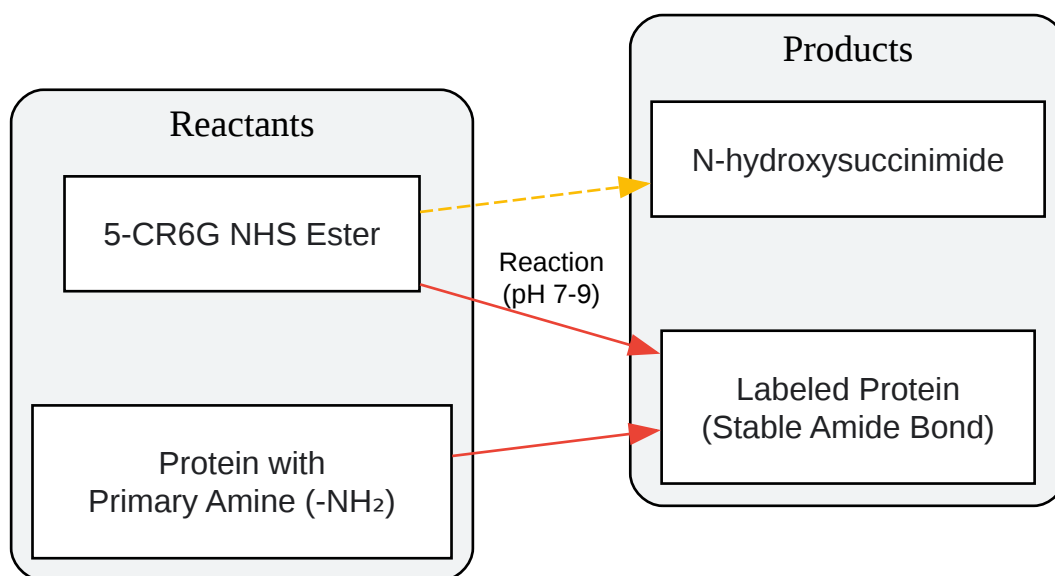 Reactants
5-CR6G NHS Ester
Protein with
Primary Amine (-NH₂)
Reaction
(pH 7-9)
Products
N-hydroxysuccinimide
Labeled Protein
(Stable Amide Bond)